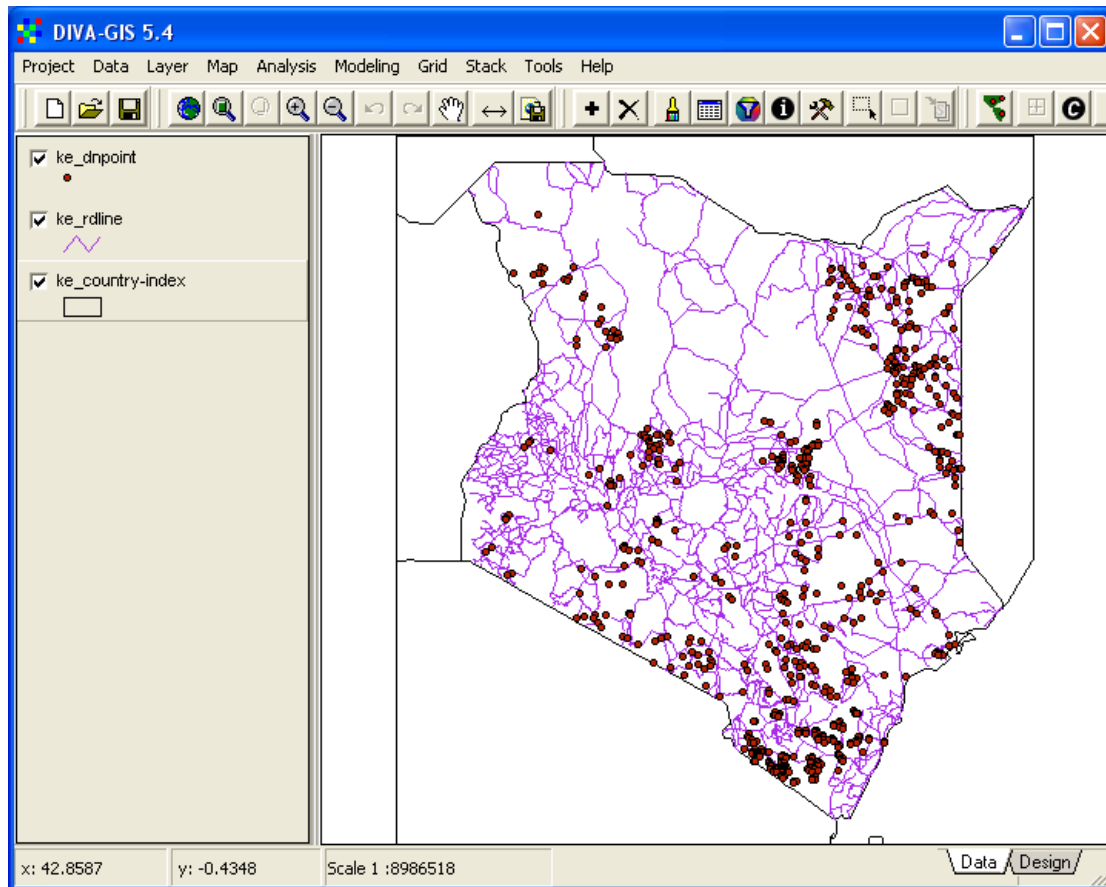 DIVA-GIS 5.4
Project Data Layer Map Analysis Modeling Grid Stack Tools Help
ke_dnpoint
ke_rdline
ke_country-index
x: 42.8587 y: -0.4348 Scale 1 :8986518 Data Design